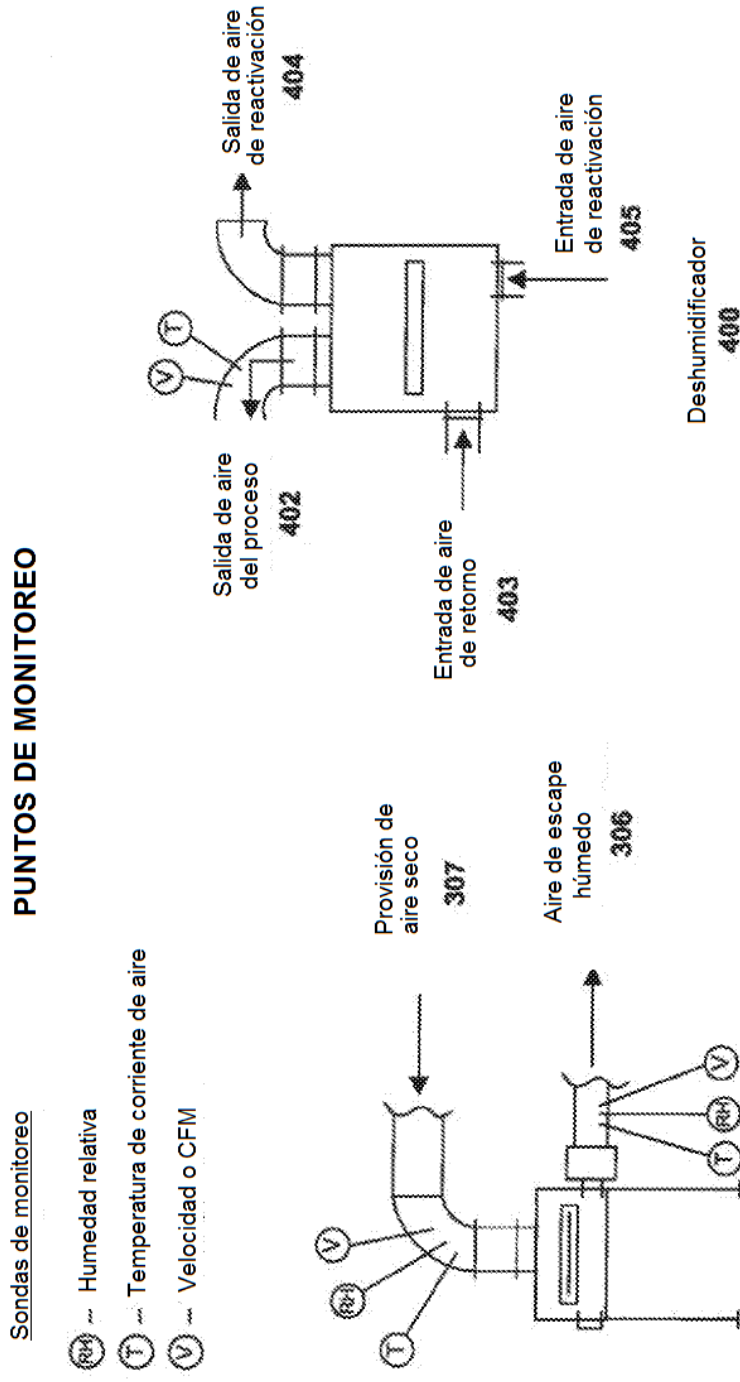 PUNTOS DE MONITOREO
Sondas de monitoreo
RH – Humedad relativa
T – Temperatura de corriente de aire
V – Velocidad o CFM
V
RH
T
Provisión de
aire seco
307
Aire de escape
húmedo
306
T
RH
V
V
T
Salida de aire
del proceso
402
Salida de aire
de reactivación
404
Entrada de aire
de retorno
403
Entrada de aire
de reactivación
405
Deshumidificador
400